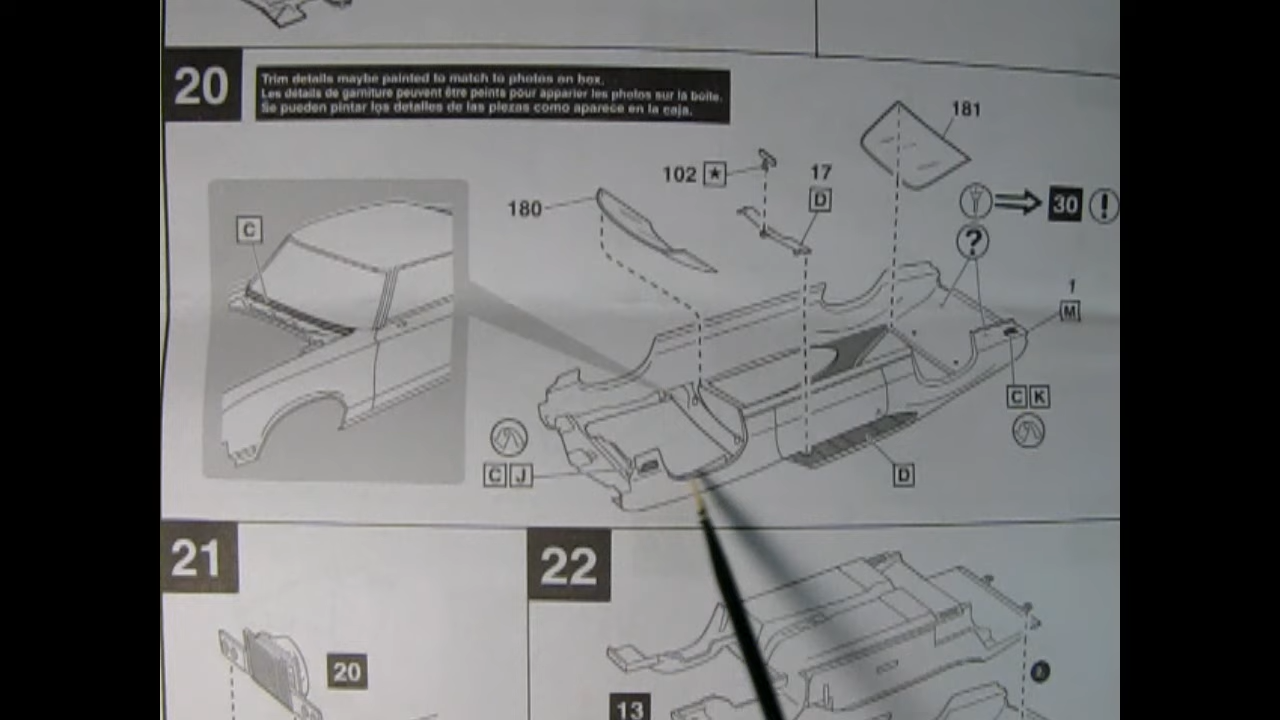 20
Trim details maybe painted to match to photos on box.
Les détails de garniture peuvent être peints pour apparier les photos sur la boîte.
Se pueden pintar los detalles de las piezas como aparece en la caja.
181
102 ★
17
D
180
C
30 !
?
1
M
C K
C J
D
21
22
20
13